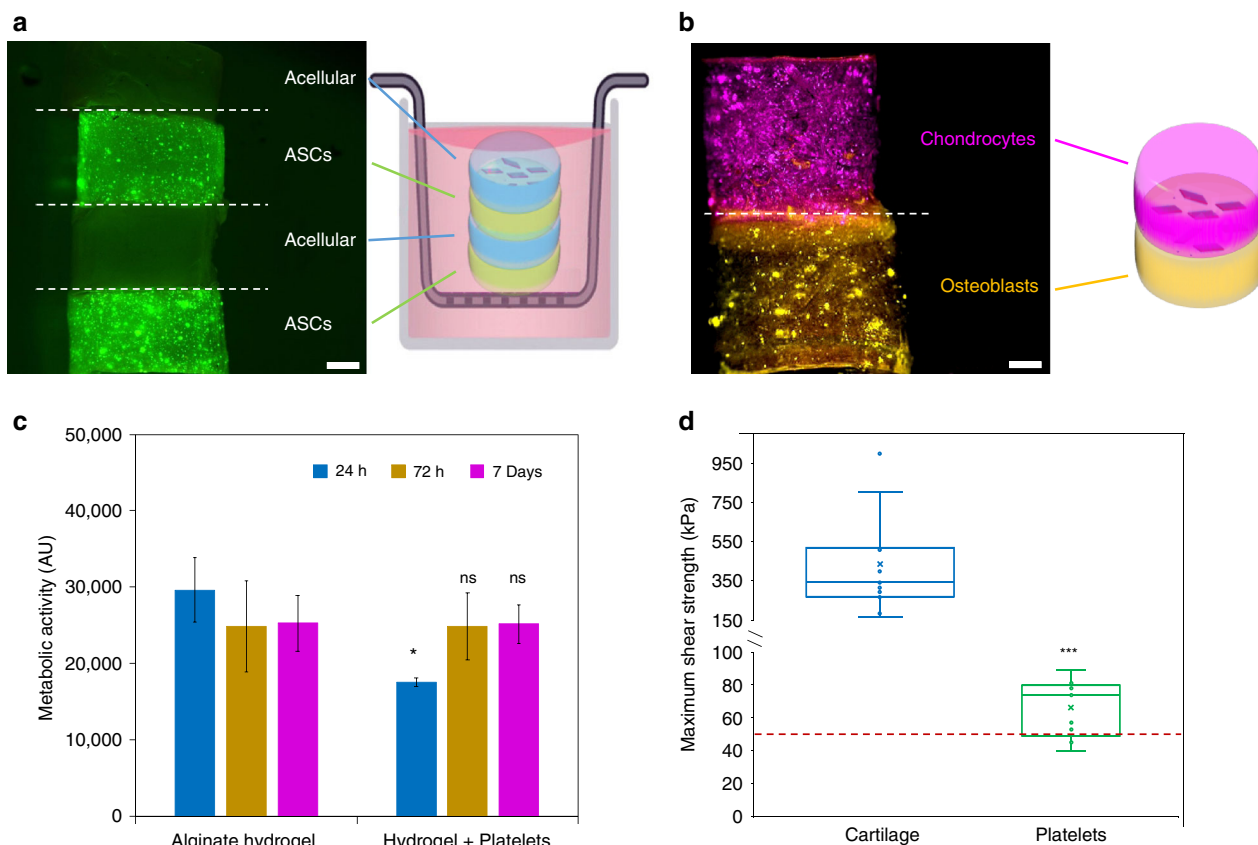 a
Acellular
ASCs
Acellular
ASCs
b
Chondrocytes
Osteoblasts
c
50,000
40,000
30,000
20,000
10,000
0
Metabolic activity (AU)
24 h
72 h
7 Days
*
ns
ns
Alginate hydrogel
Hydrogel + Platelets
d
950
750
550
350
150
100
80
60
40
20
0
Maximum shear strength (kPa)
***
Cartilage
Platelets